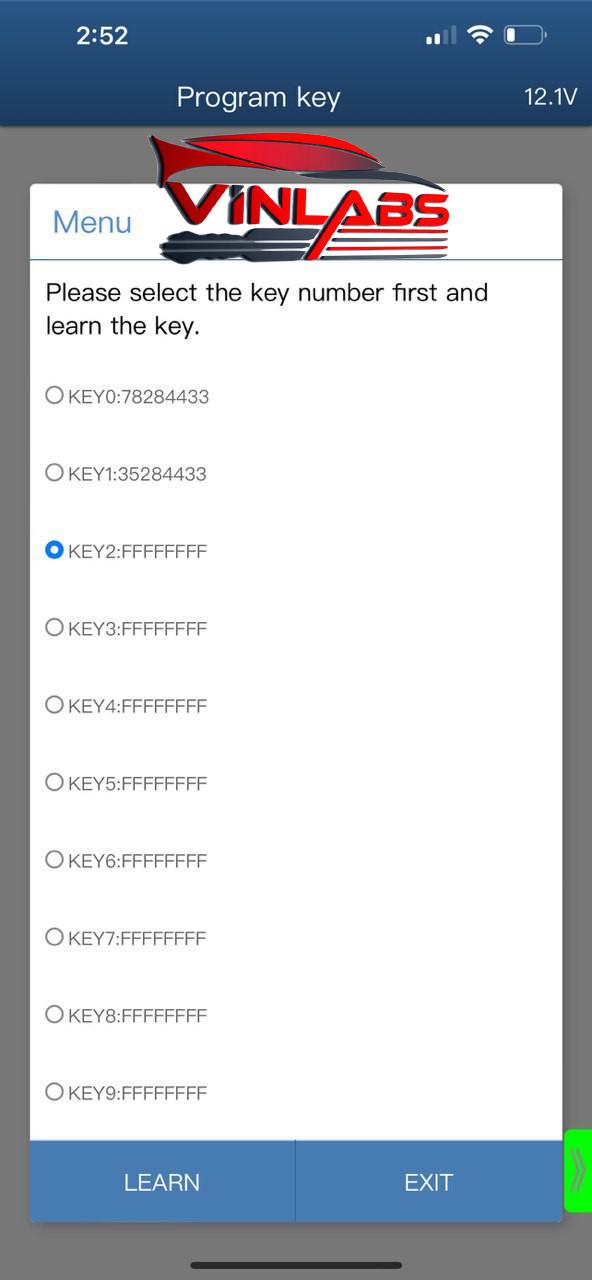 2:52
Program key
12.1V
VINLABS
Menu
Please select the key number first and
learn the key.
KEY0:78284433
KEY1:35284433
KEY2:FFFFFFFF
KEY3:FFFFFFFF
KEY4:FFFFFFFF
KEY5:FFFFFFFF
KEY6:FFFFFFFF
KEY7:FFFFFFFF
KEY8:FFFFFFFF
KEY9:FFFFFFFF
LEARN
EXIT